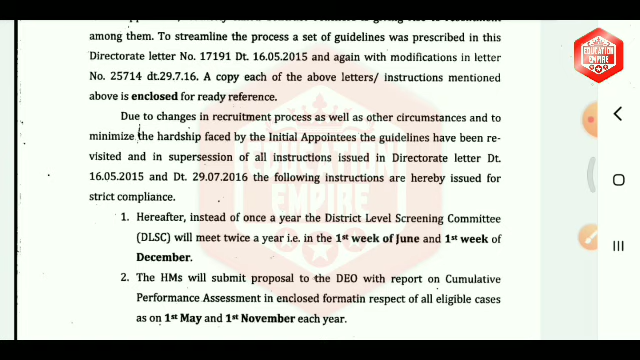 among them. To streamline the process a set of guidelines was prescribed in this
Directorate letter No. 17191 Dt. 16.05.2015 and again with modifications in letter
No. 25714 dt.29.7.16. A copy each of the above letters/ instructions mentioned
above is enclosed for ready reference.
Due to changes in recruitment process as well as other circumstances and to
minimize the hardship faced by the Initial Appointees the guidelines have been re-
visited and in supersession of all instructions issued in Directorate letter Dt.
16.05.2015 and Dt. 29.07.2016 the following instructions are hereby issued for
strict compliance.
1. Hereafter, instead of once a year the District Level Screening Committee
(DLSC) will meet twice a year i.e. in the 1st week of June and 1st week of
December.
2. The HMs will submit proposal to the DEO with report on Cumulative
Performance Assessment in enclosed formatin respect of all eligible cases
as on 1st May and 1st November each year.
EDUCATION
EMPIRE
EDUCATION
EMPIRE